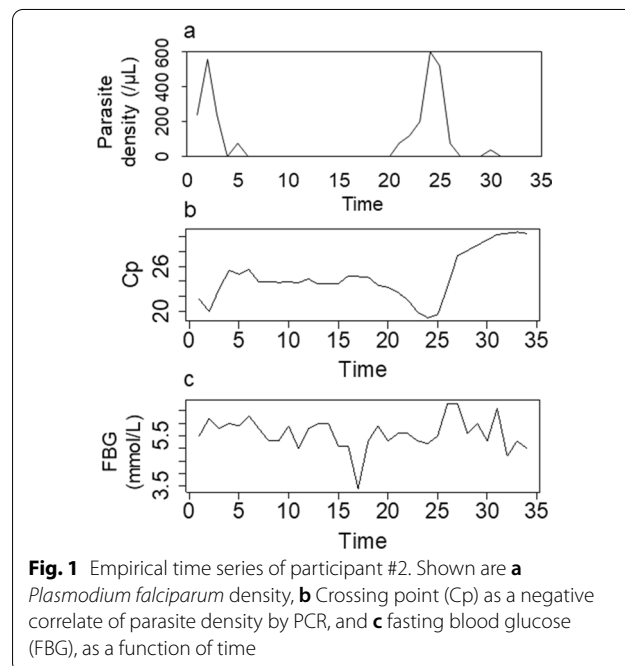 a
Parasite
density (/μL)
0 200 400 600
0 5 10 15 20 25 30 35
Time
b
Cp
20 26
0 5 10 15 20 25 30 35
Time
c
FBG
(mmol/L)
3.5 5.5
0 5 10 15 20 25 30 35
Time
Fig. 1 Empirical time series of participant #2. Shown are a
Plasmodium falciparum density, b Crossing point (Cp) as a negative
correlate of parasite density by PCR, and c fasting blood glucose
(FBG), as a function of time